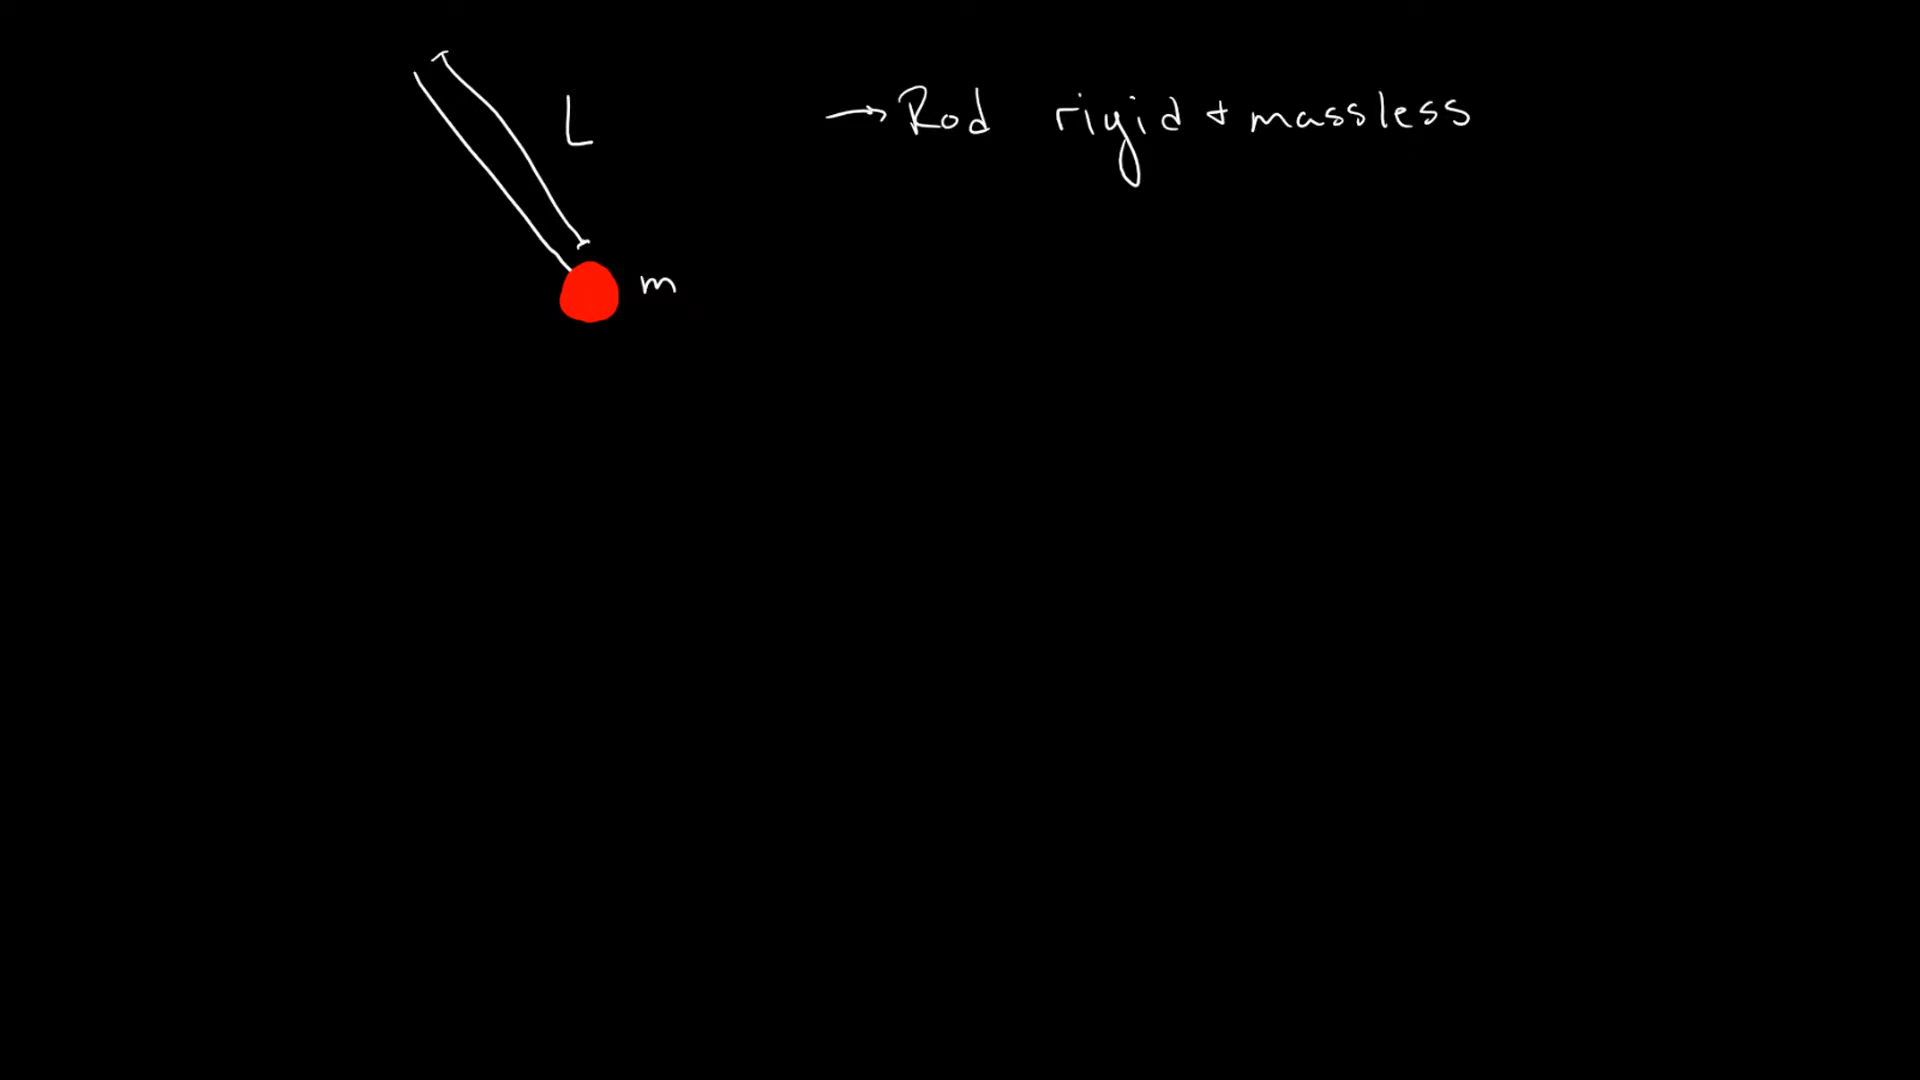 L
→ Rod rigid + massless
m